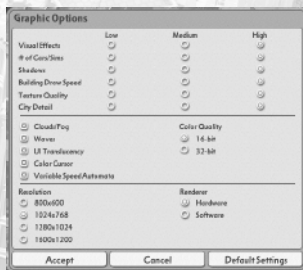 Graphic Options
Low Medium High
Visual Effects
# of Cars/Sims
Shadows
Building Draw Speed
Texture Quality
City Detail
Clouds/Fog
Waves
UI Translucency
Color Cursor
Variable Speed Automata
Color Quality
16-bit
32-bit
Resolution
800x600
1024x768
1280x1024
1600x1200
Renderer
Hardware
Software
Accept Cancel Default Settings